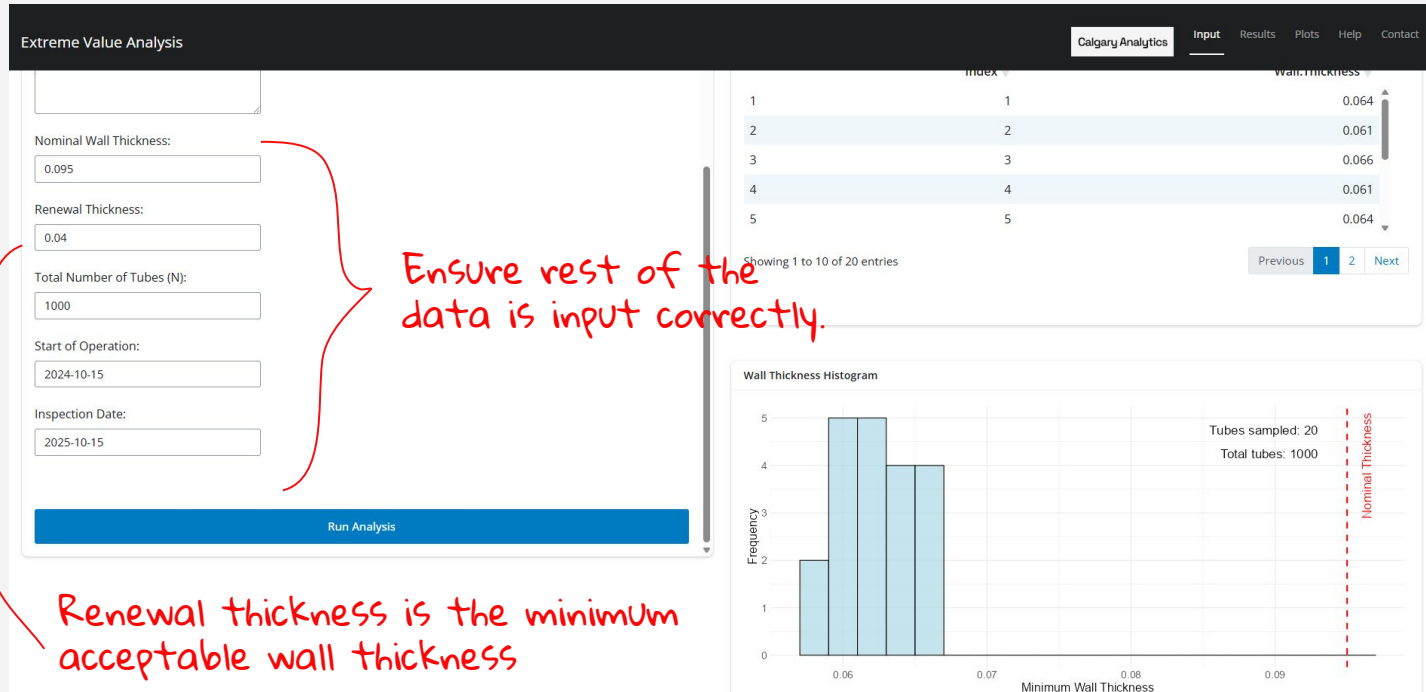 Extreme Value Analysis
Calgary Analytics
Input
Results
Plots
Help
Contact
Nominal Wall Thickness:
0.095
Renewal Thickness:
0.04
Total Number of Tubes (N):
1000
Start of Operation:
2024-10-15
Inspection Date:
2025-10-15
Run Analysis
Ensure rest of the
data is input correctly.
Renewal thickness is the minimum
acceptable wall thickness
Index Wall.Thickness
1 1 0.064
2 2 0.061
3 3 0.066
4 4 0.061
5 5 0.064
Showing 1 to 10 of 20 entries
Previous 1 2 Next
Wall Thickness Histogram
Tubes sampled: 20
Total tubes: 1000
Nominal Thickness
Frequency
5
4
3
2
1
0
0.06 0.07 0.08 0.09
Minimum Wall Thickness